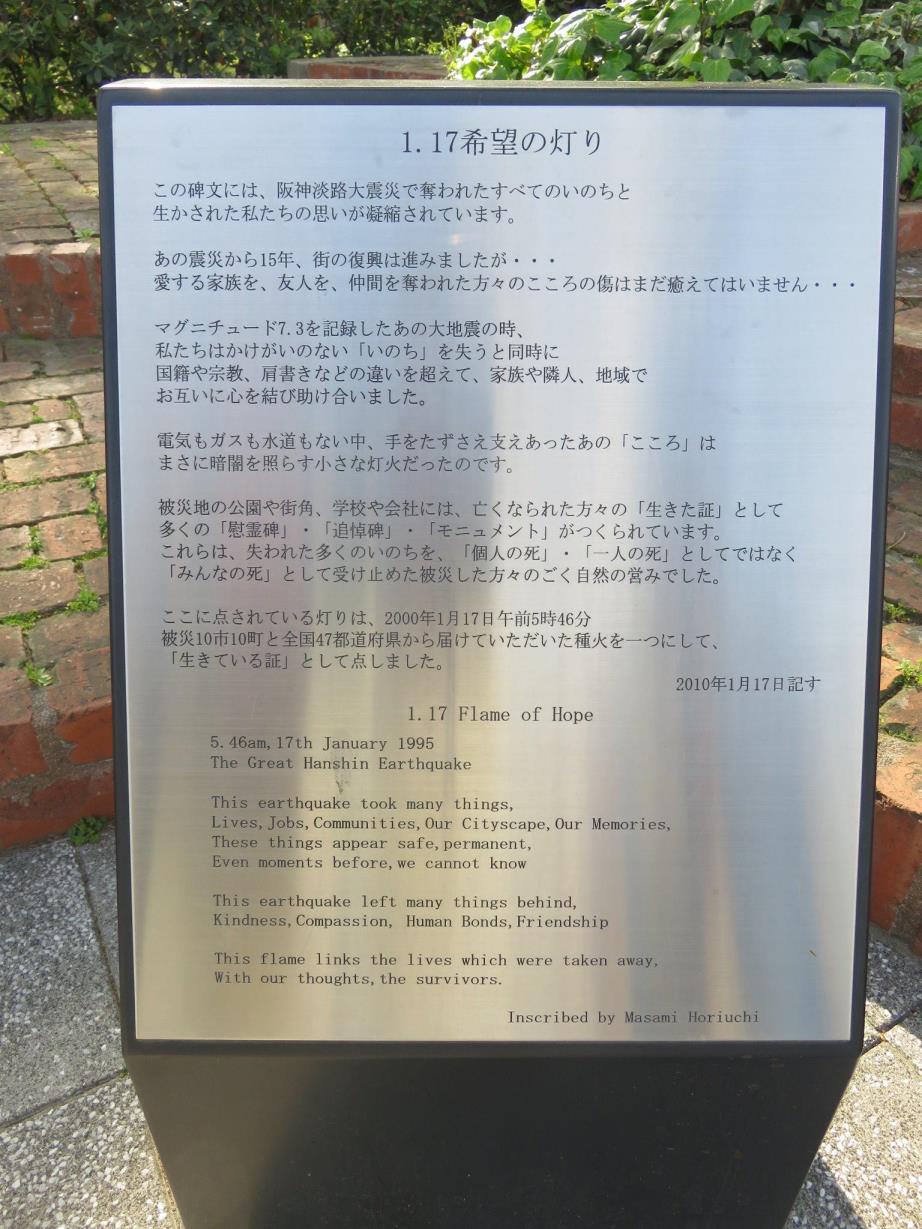 1.17希望の灯り
この碑文には、阪神淡路大震災で奪われたすべてのいのちと
生かされた私たちの思いが凝縮されています。
あの震災から15年、街の復興は進みましたが・・・
愛する家族を、友人を、仲間を奪われた方々のこころの傷はまだ癒えてはいません・・・
マグニチュード7.3を記録したあの大地震の時、
私たちはかけがいのない「いのち」を失うと同時に
国籍や宗教、肩書きなどの違いを超えて、家族や隣人、地域で
お互いに心を結び助け合いました。
電気もガスも水道もない中、手をたずさえ支えあったあの「こころ」は
まさに暗闇を照らす小さな灯火だったのです。
被災地の公園や街角、学校や会社には、亡くなられた方々の「生きた証」として
多くの「慰霊碑」・「追悼碑」・「モニュメント」がつくられています。
これらは、失われた多くのいのちを、「個人の死」・「一人の死」としてではなく
「みんなの死」として受け止めた被災した方々のごく自然の営みでした。
ここに点されている灯りは、2000年1月17日午前5時46分
被災10市10町と全国47都道府県から届けていただいた種火を一つにして、
「生きている証」として点しました。
2010年1月17日記す
1.17 Flame of Hope
5.46am,17th January 1995
The Great Hanshin Earthquake
This earthquake took many things,
Lives,Jobs,Communities,Our Cityscape,Our Memories,
These things appear safe,permanent,
Even moments before,we cannot know
This earthquake left many things behind,
Kindness,Compassion, Human Bonds,Friendship
This flame links the lives which were taken away,
With our thoughts,the survivors.
Inscribed by Masami Horiuchi